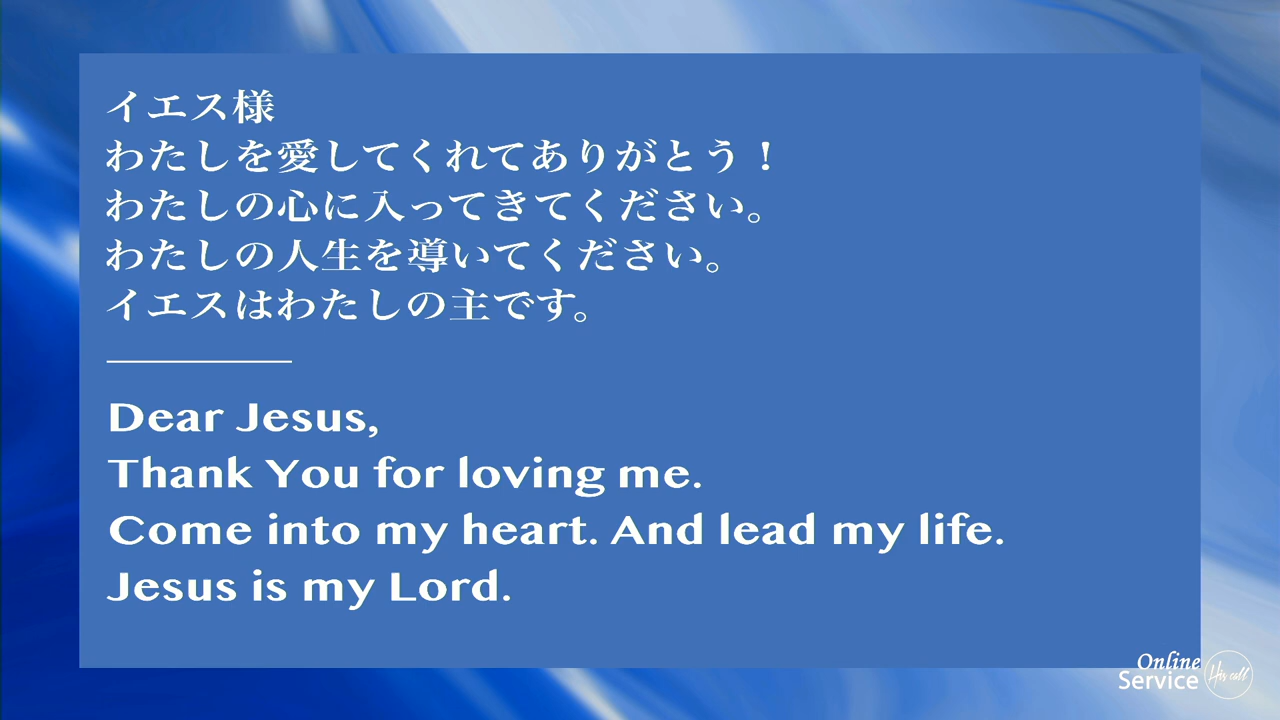 イエス様
わたしを愛してくれてありがとう！
わたしの心に入ってきてください。
わたしの人生を導いてください。
イエスはわたしの主です。
Dear Jesus,
Thank You for loving me.
Come into my heart. And lead my life.
Jesus is my Lord.
Online
Service
His call